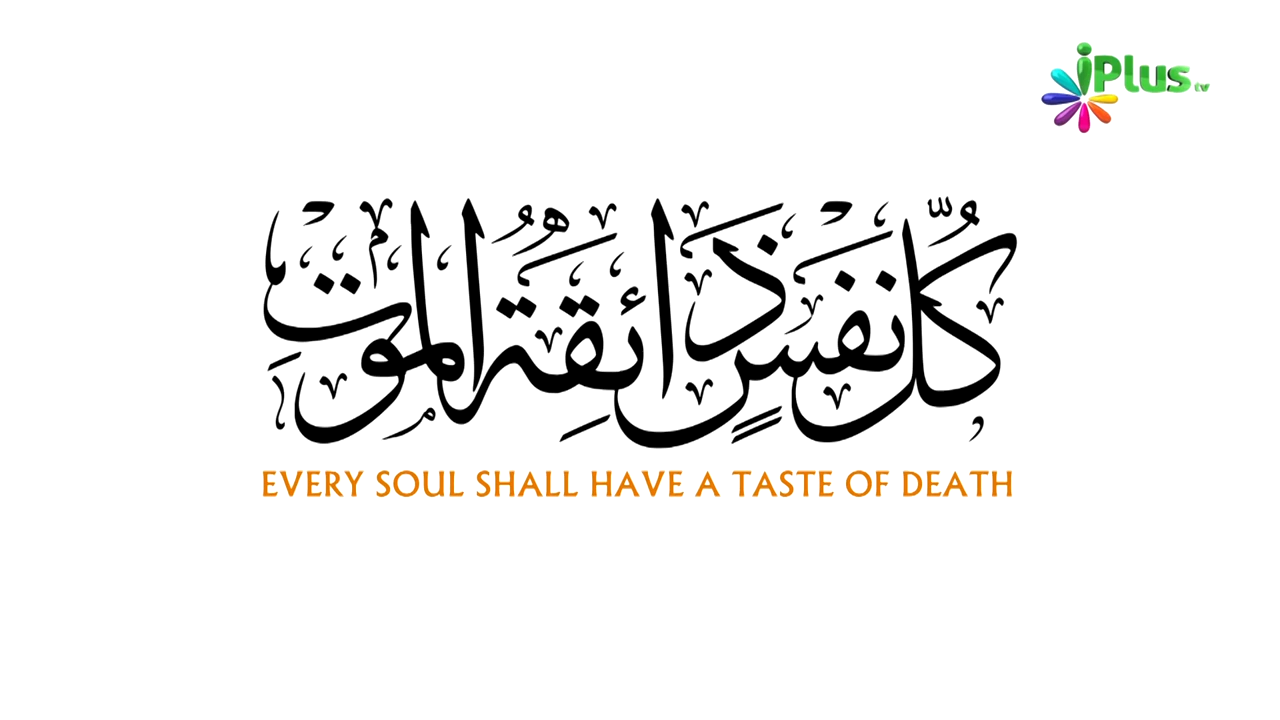 iPlus tv
كُلُّ نَفْسٍ ذَائِقَةُ الْمَوْتِ
EVERY SOUL SHALL HAVE A TASTE OF DEATH